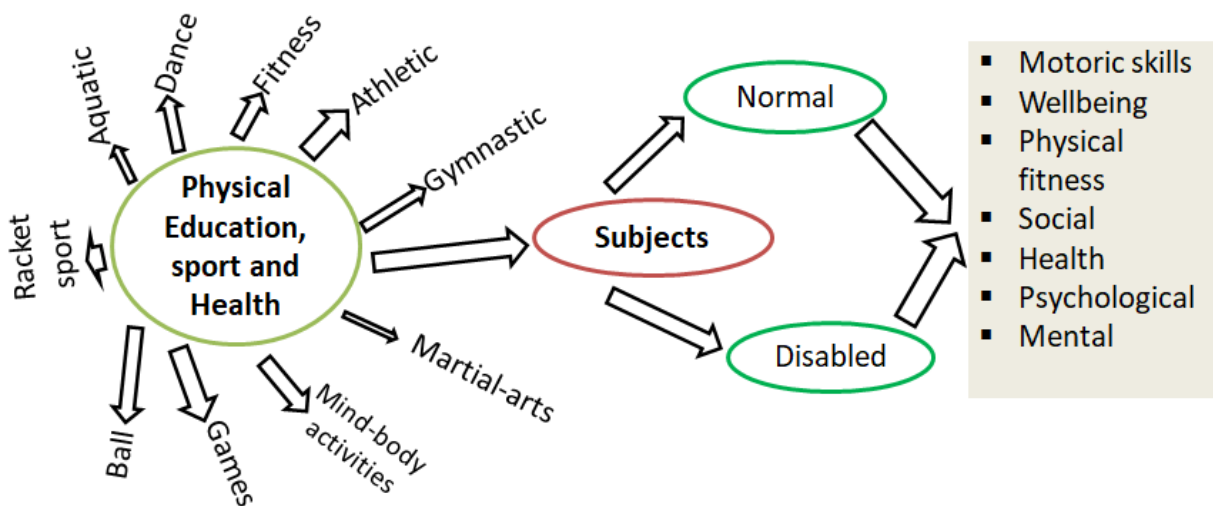 Aquatic
Dance
Fitness
Athletic
Gymnastic
Racket
sport
Physical
Education,
sport and
Health
Ball
Games
Mind-body
activities
Martial-arts
Subjects
Normal
Disabled
▪ Motoric skills
▪ Wellbeing
▪ Physical
fitness
▪ Social
▪ Health
▪ Psychological
▪ Mental